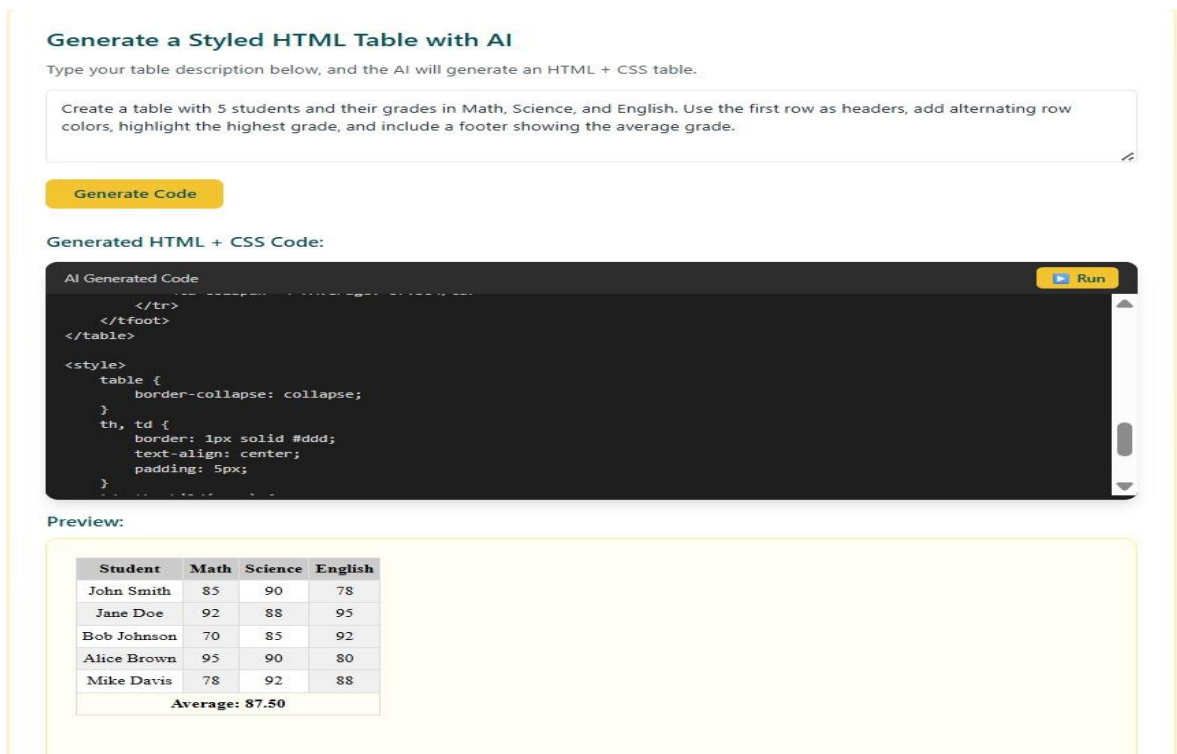 Generate a Styled HTML Table with AI
Type your table description below, and the AI will generate an HTML + CSS table.
Create a table with 5 students and their grades in Math, Science, and English. Use the first row as headers, add alternating row
colors, highlight the highest grade, and include a footer showing the average grade.
Generate Code
Generated HTML + CSS Code:
AI Generated Code
Run
</tr>
</tfoot>
</table>
<style>
table {
border-collapse: collapse;
}
th, td {
border: 1px solid #ddd;
text-align: center;
padding: 5px;
}
Preview:
Student Math Science English
John Smith 85 90 78
Jane Doe 92 88 95
Bob Johnson 70 85 92
Alice Brown 95 90 80
Mike Davis 78 92 88
Average: 87.50